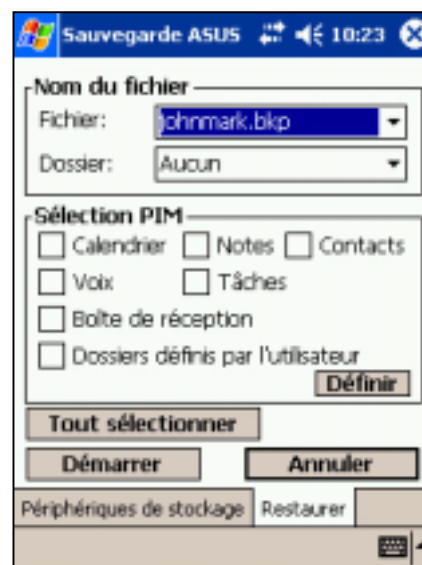 Sauvegarde ASUS 10:23
Nom du fichier
Fichier: johnmark.bkp
Dossier: Aucun
Sélection PIM
Calendrier Notes Contacts
Voix Tâches
Boîte de réception
Dossiers définis par l'utilisateur
Définir
Tout sélectionner
Démarrer Annuler
Périphériques de stockage Restaurer